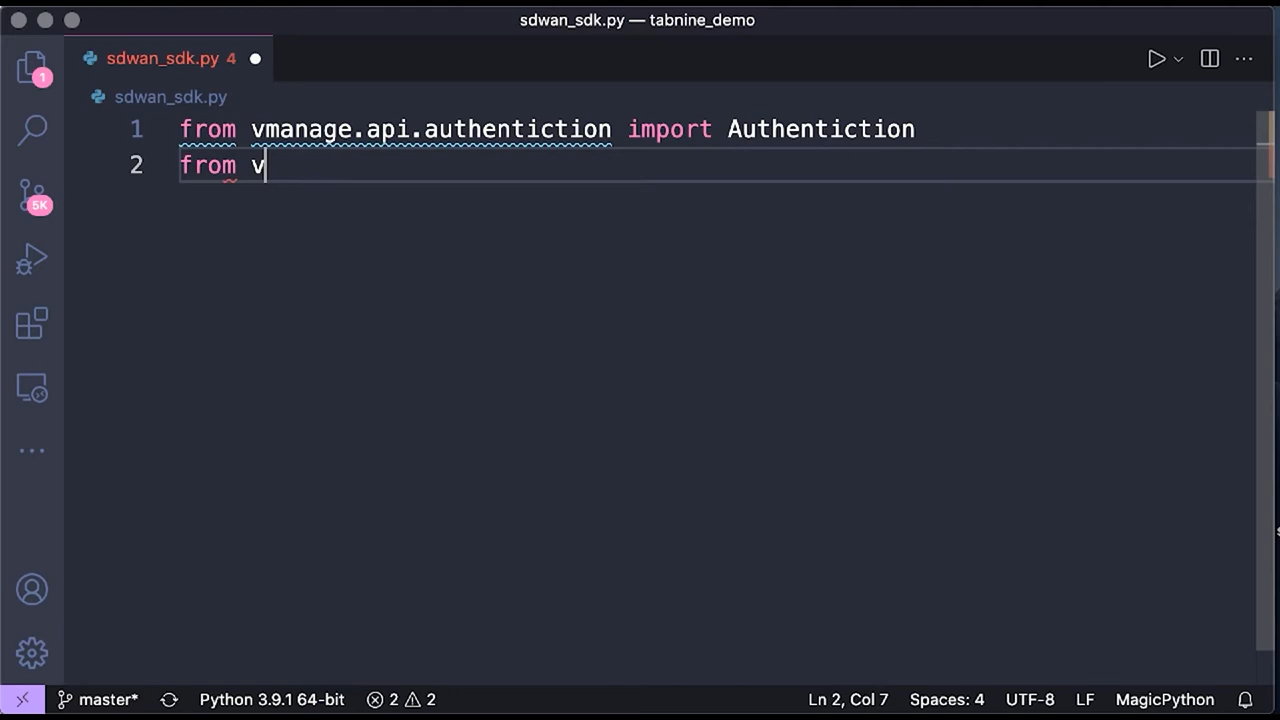 sdwan_sdk.py — tabnine_demo
sdwan_sdk.py 4
1
sdwan_sdk.py
1 from vmanage.api.authentiction import Authentiction
2 from v
5K
master* Python 3.9.1 64-bit 2 2 Ln 2, Col 7 Spaces: 4 UTF-8 LF MagicPython